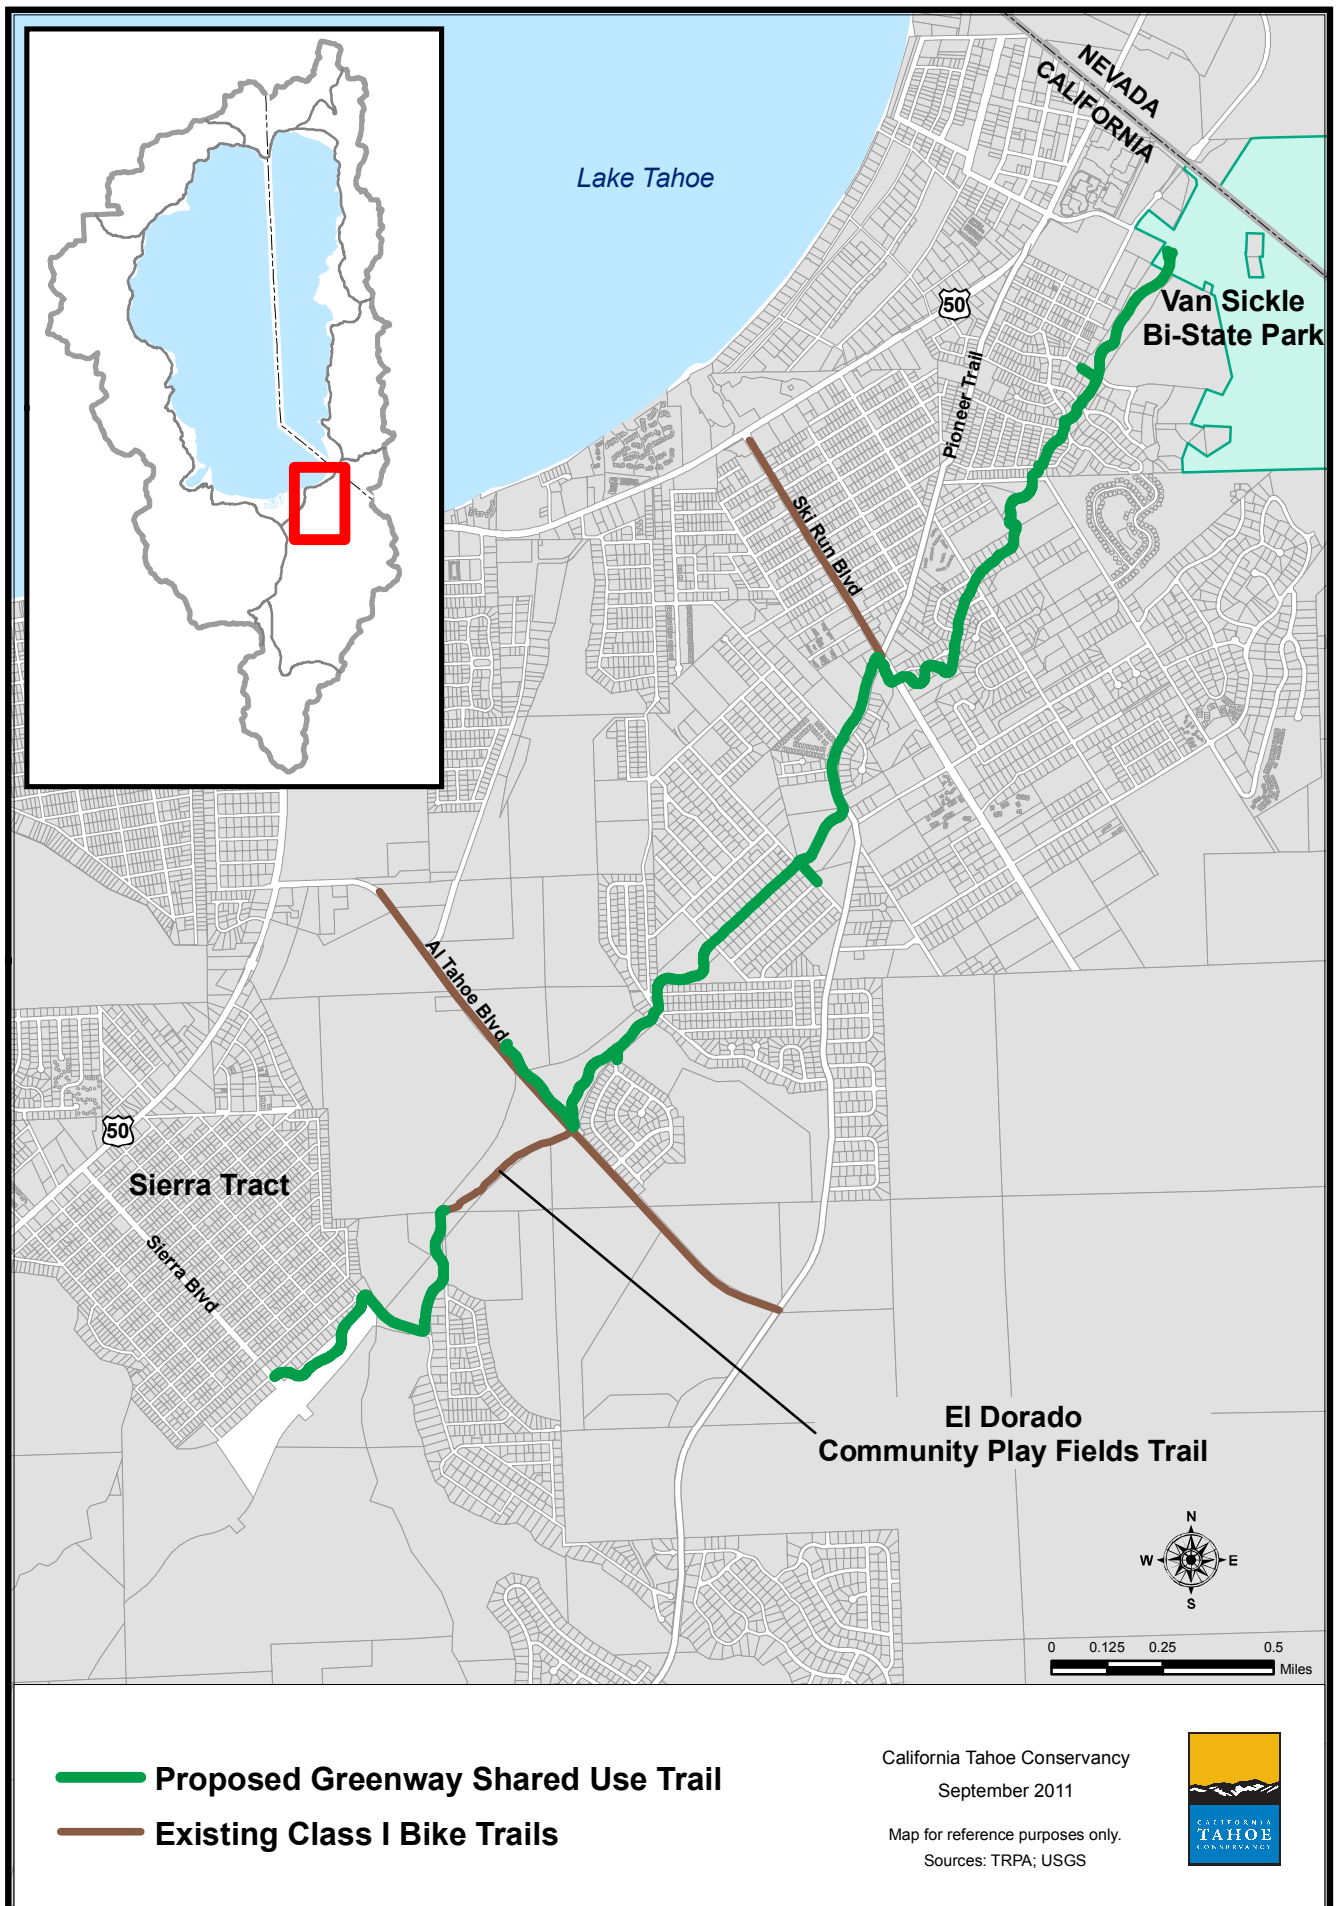 NEVADA
CALIFORNIA
Lake Tahoe
50
Van Sickle
Bi-State Park
Pioneer Trail
Ski Run Blvd
Al Tahoe Blvd
50
Sierra Tract
Sierra Blvd
El Dorado
Community Play Fields Trail
N
W E
S
0 0.125 0.25 0.5
Miles
Proposed Greenway Shared Use Trail
Existing Class I Bike Trails
California Tahoe Conservancy
September 2011
Map for reference purposes only.
Sources: TRPA; USGS
CALIFORNIA
TAHOE
CONSERVANCY